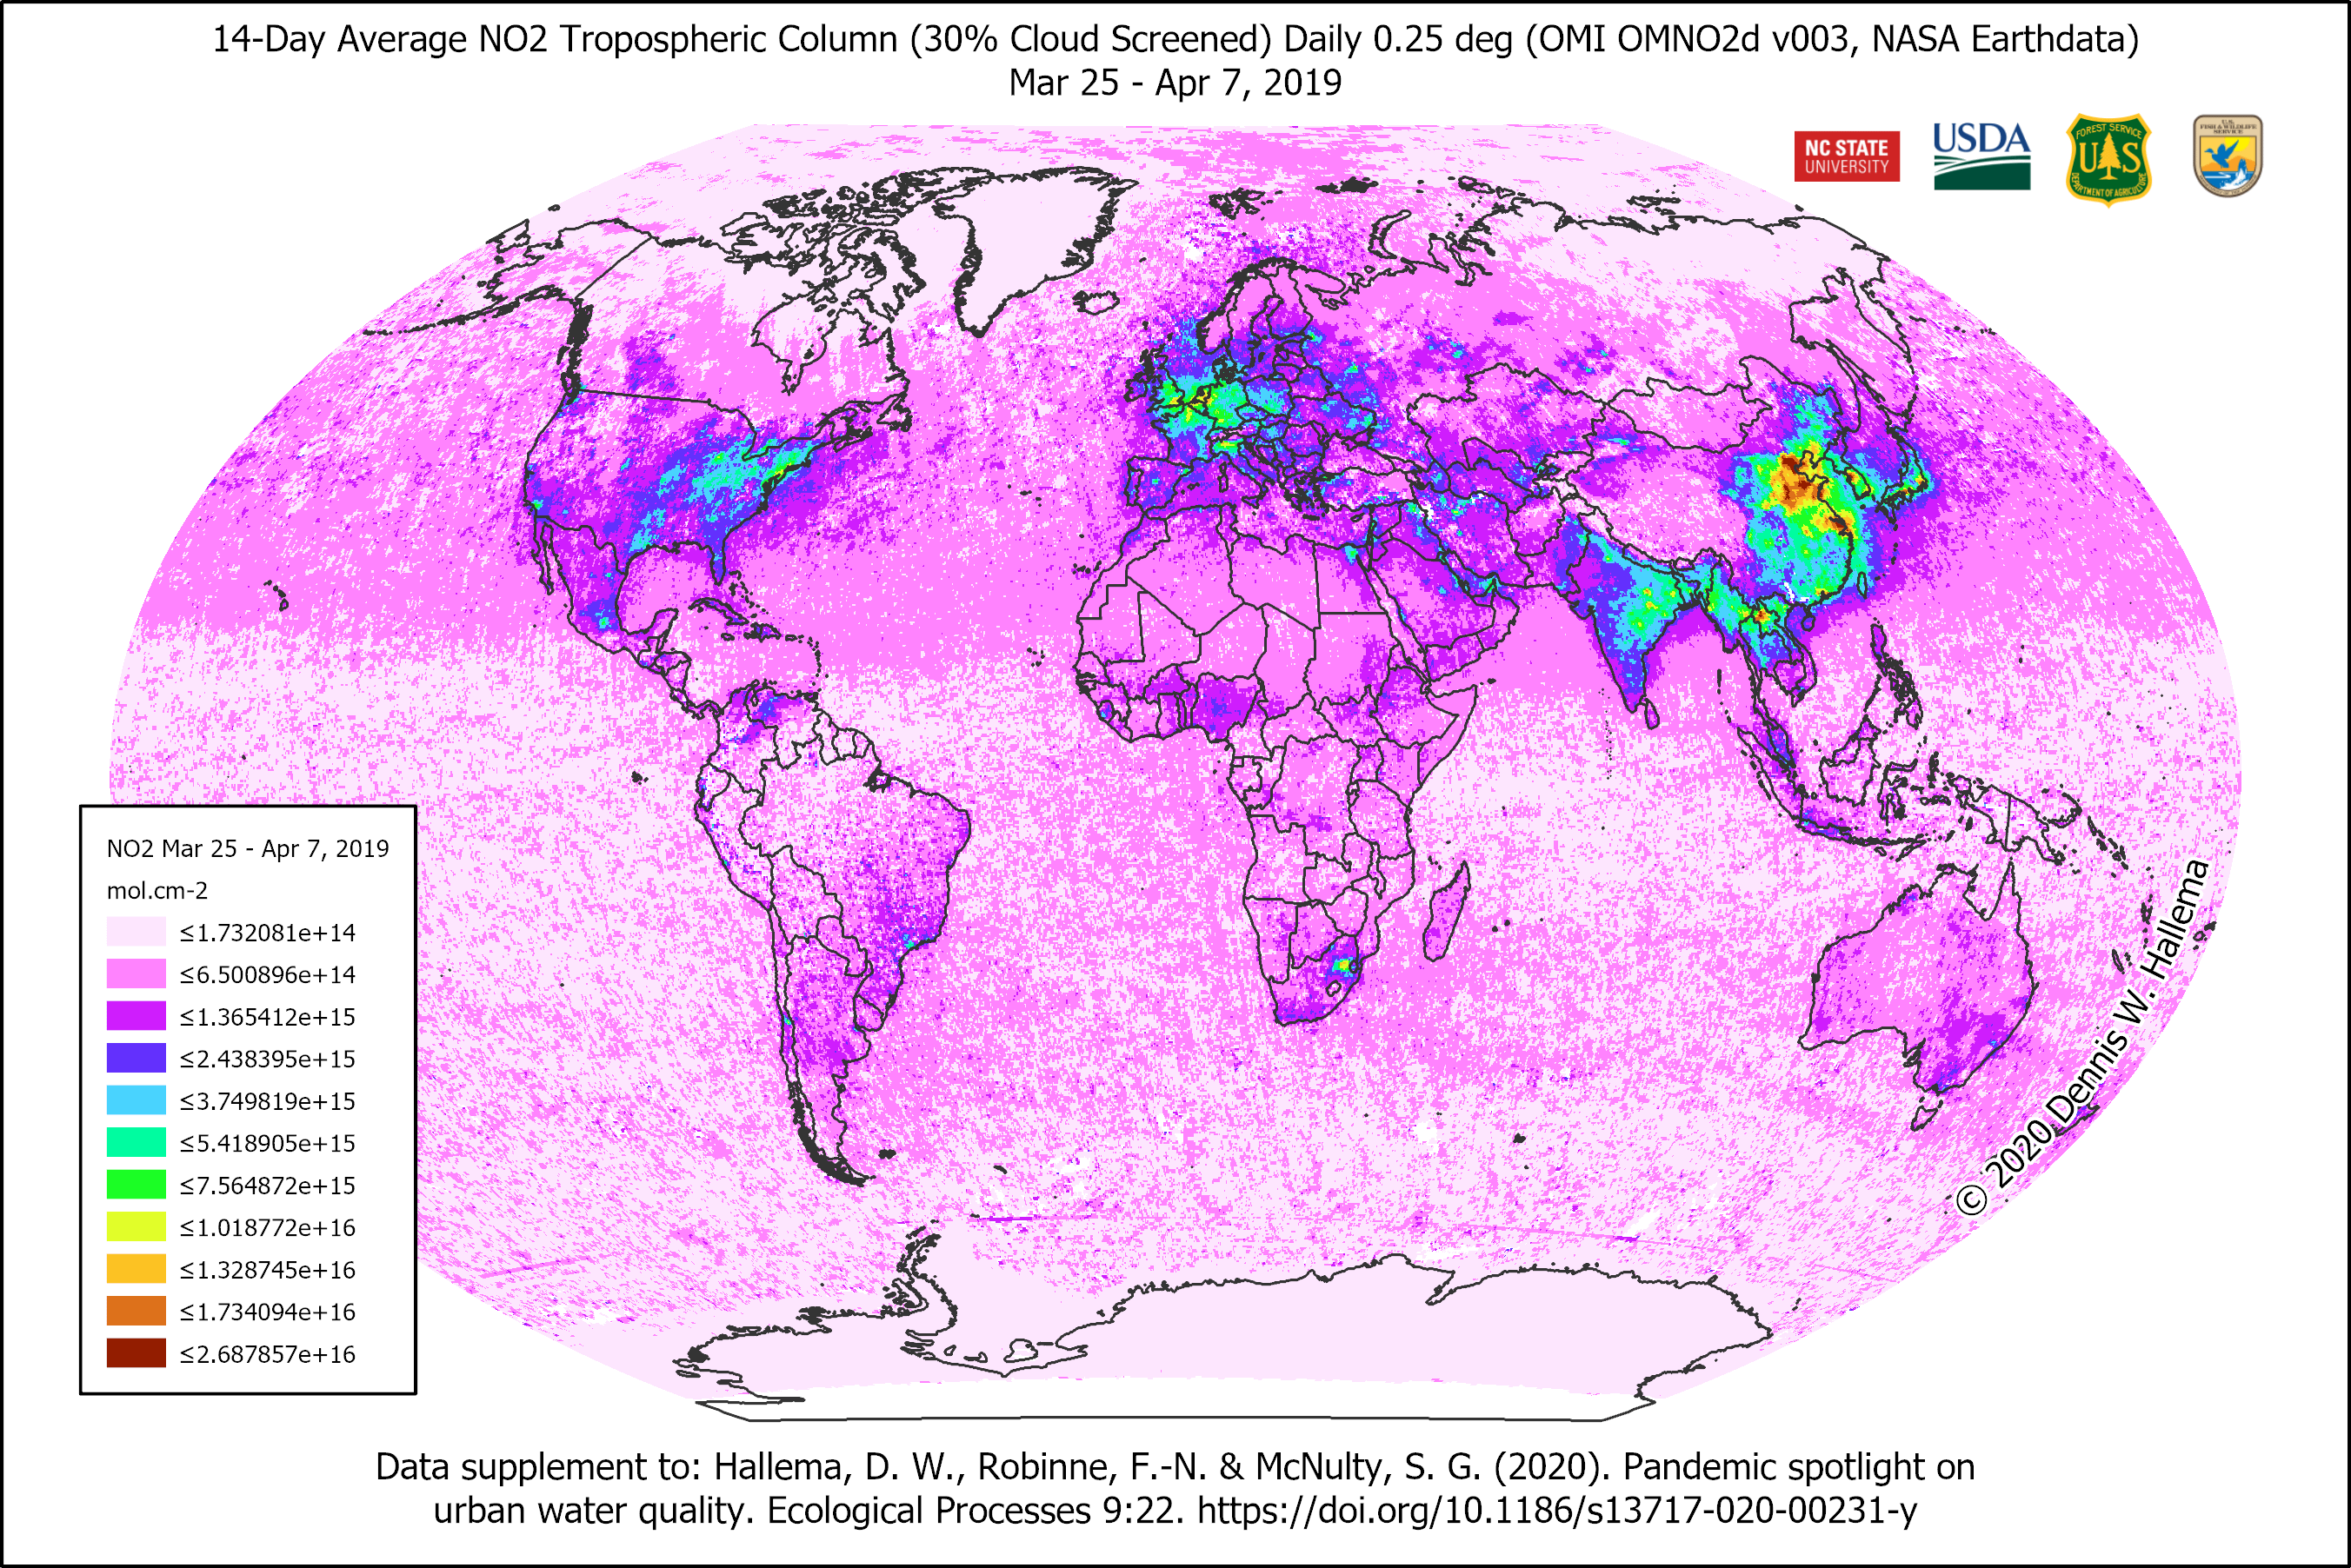 14-Day Average NO2 Tropospheric Column (30% Cloud Screened) Daily 0.25 deg (OMI OMNO2d v003, NASA Earthdata)
Mar 25 - Apr 7, 2019
NC STATE
UNIVERSITY
USDA
FOREST SERVICE
U S
DEPARTMENT OF AGRICULTURE
U.S.
FISH & WILDLIFE
SERVICE
NO2 Mar 25 - Apr 7, 2019
mol.cm-2
≤1.732081e+14
≤6.500896e+14
≤1.365412e+15
≤2.438395e+15
≤3.749819e+15
≤5.418905e+15
≤7.564872e+15
≤1.018772e+16
≤1.328745e+16
≤1.734094e+16
≤2.687857e+16
© 2020 Dennis W. Hallema
Data supplement to: Hallema, D. W., Robinne, F.-N. & McNulty, S. G. (2020). Pandemic spotlight on
urban water quality. Ecological Processes 9:22. https://doi.org/10.1186/s13717-020-00231-y